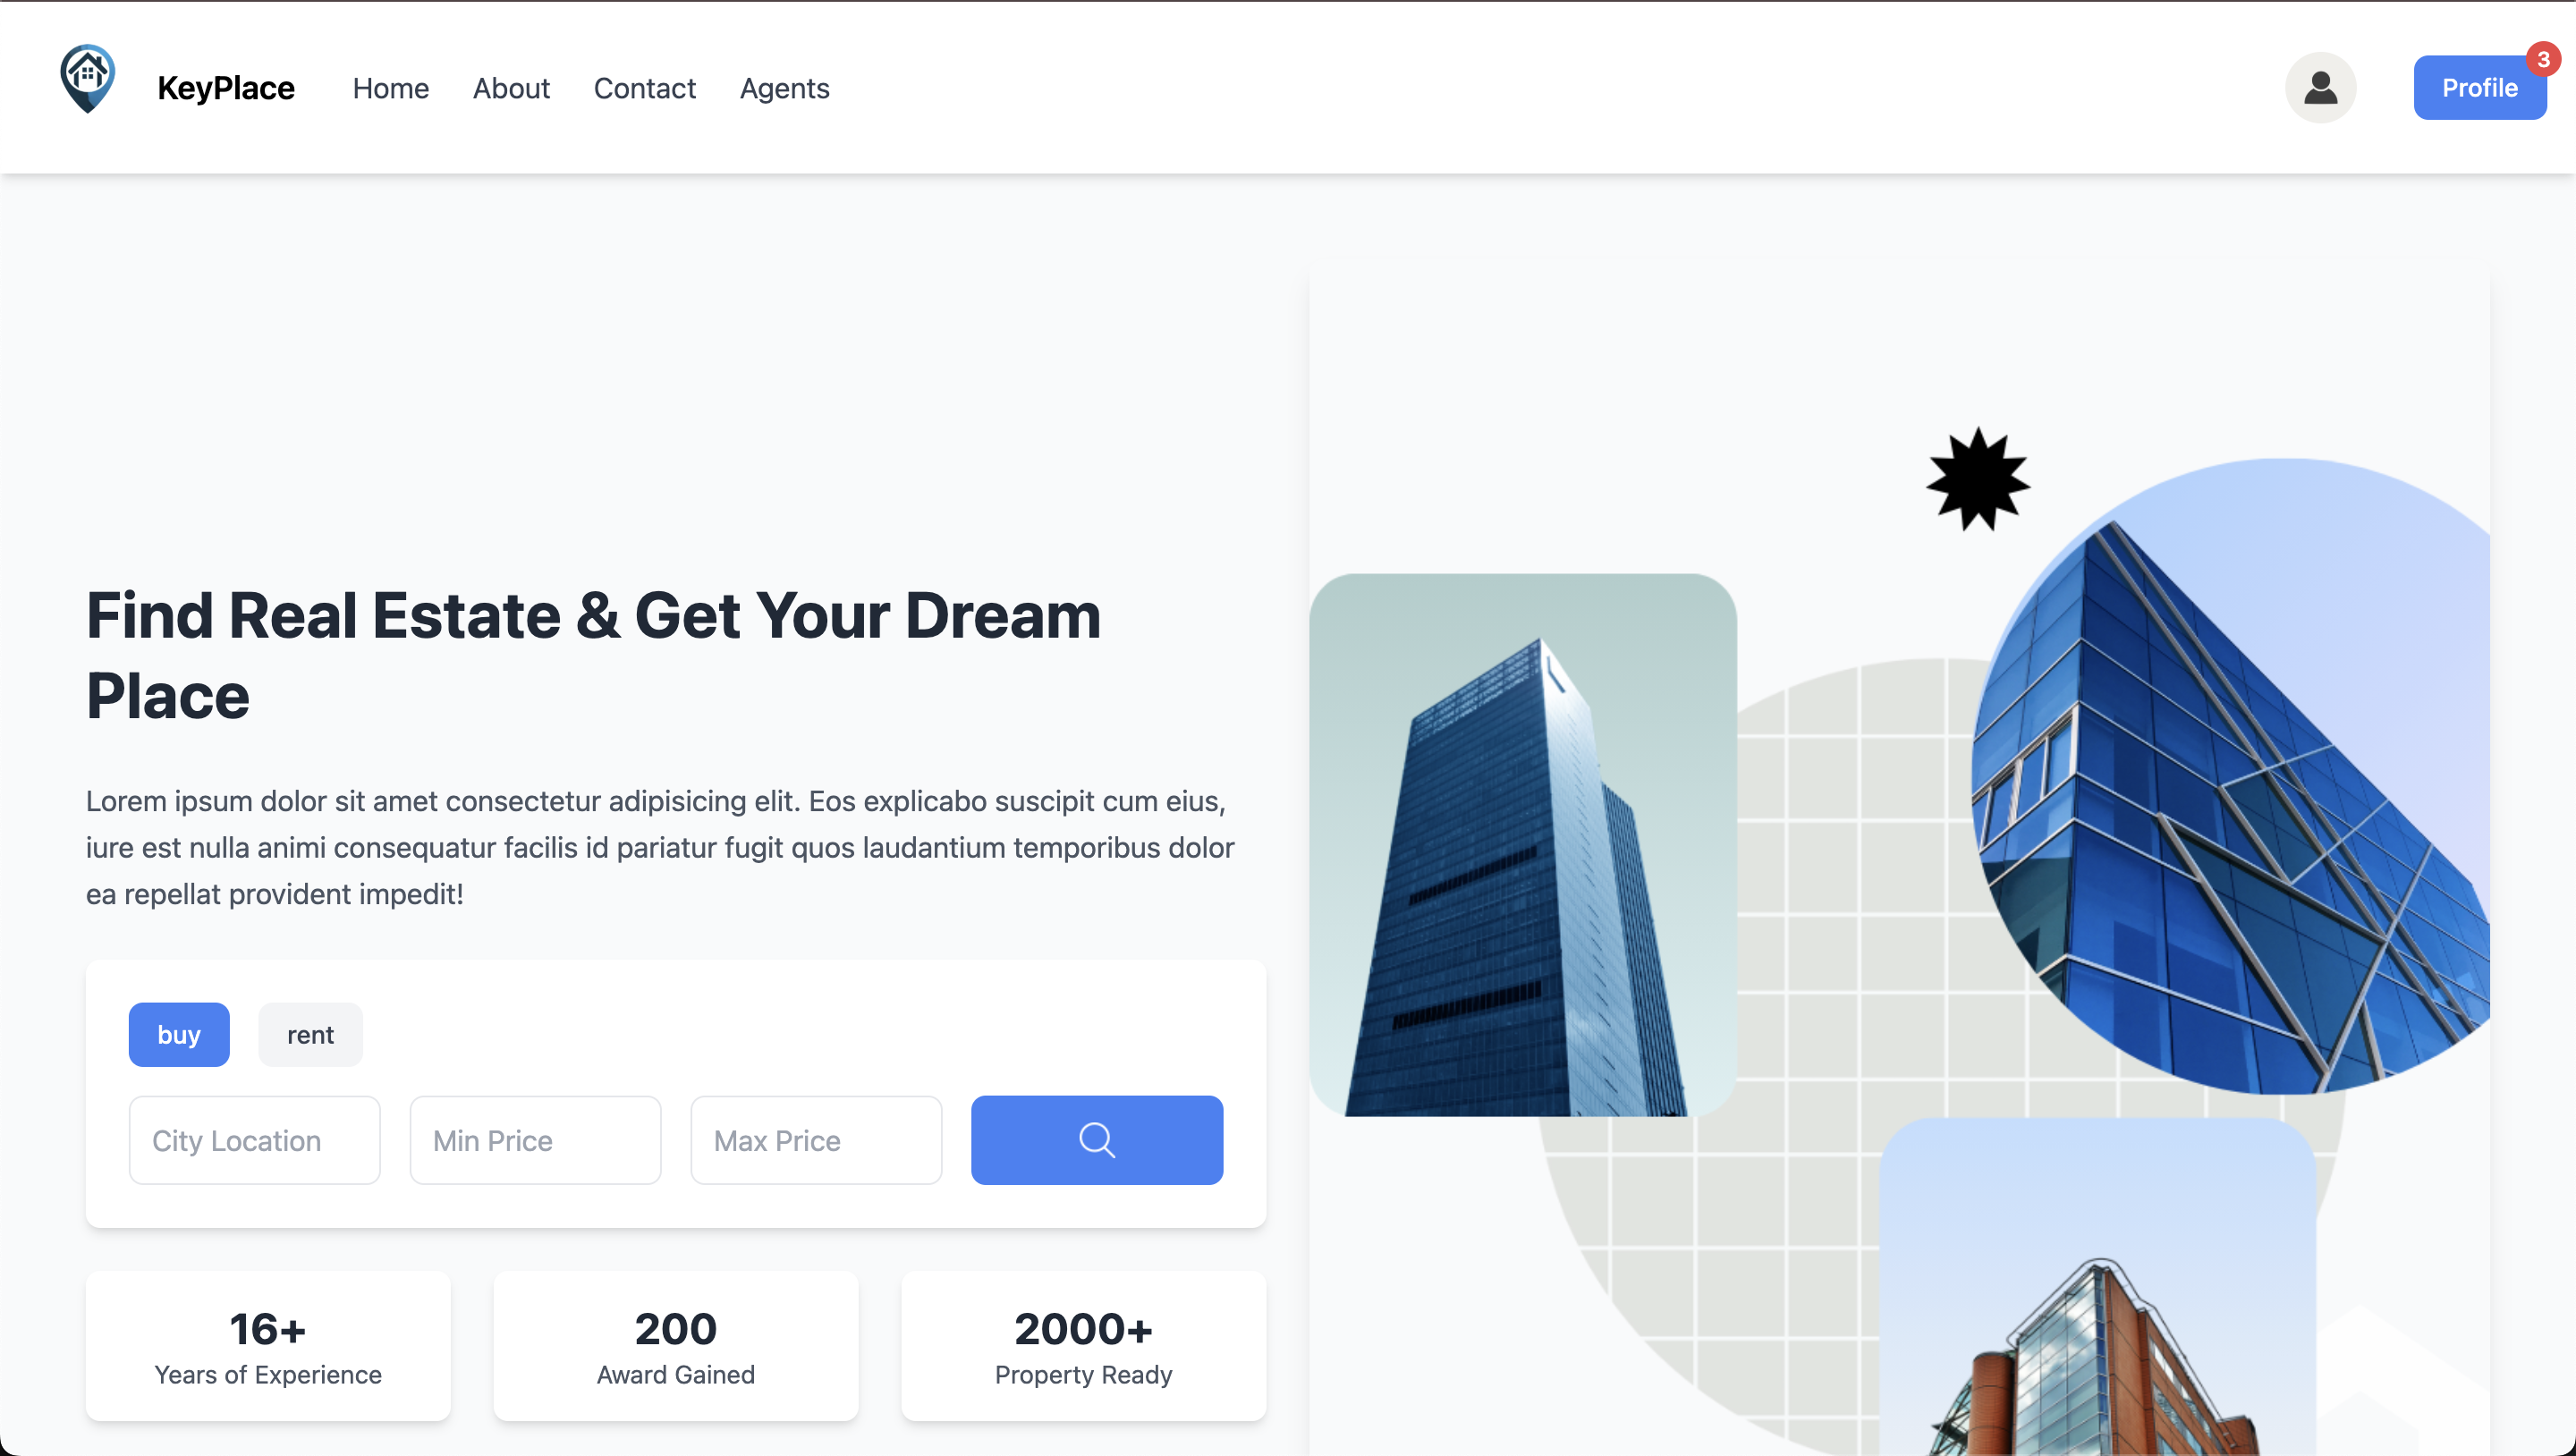 KeyPlace
Home
About
Contact
Agents
Profile
3
Find Real Estate & Get Your Dream
Place
Lorem ipsum dolor sit amet consectetur adipisicing elit. Eos explicabo suscipit cum eius,
iure est nulla animi consequatur facilis id pariatur fugit quos laudantium temporibus dolor
ea repellat provident impedit!
buy
rent
City Location
Min Price
Max Price
16+
Years of Experience
200
Award Gained
2000+
Property Ready